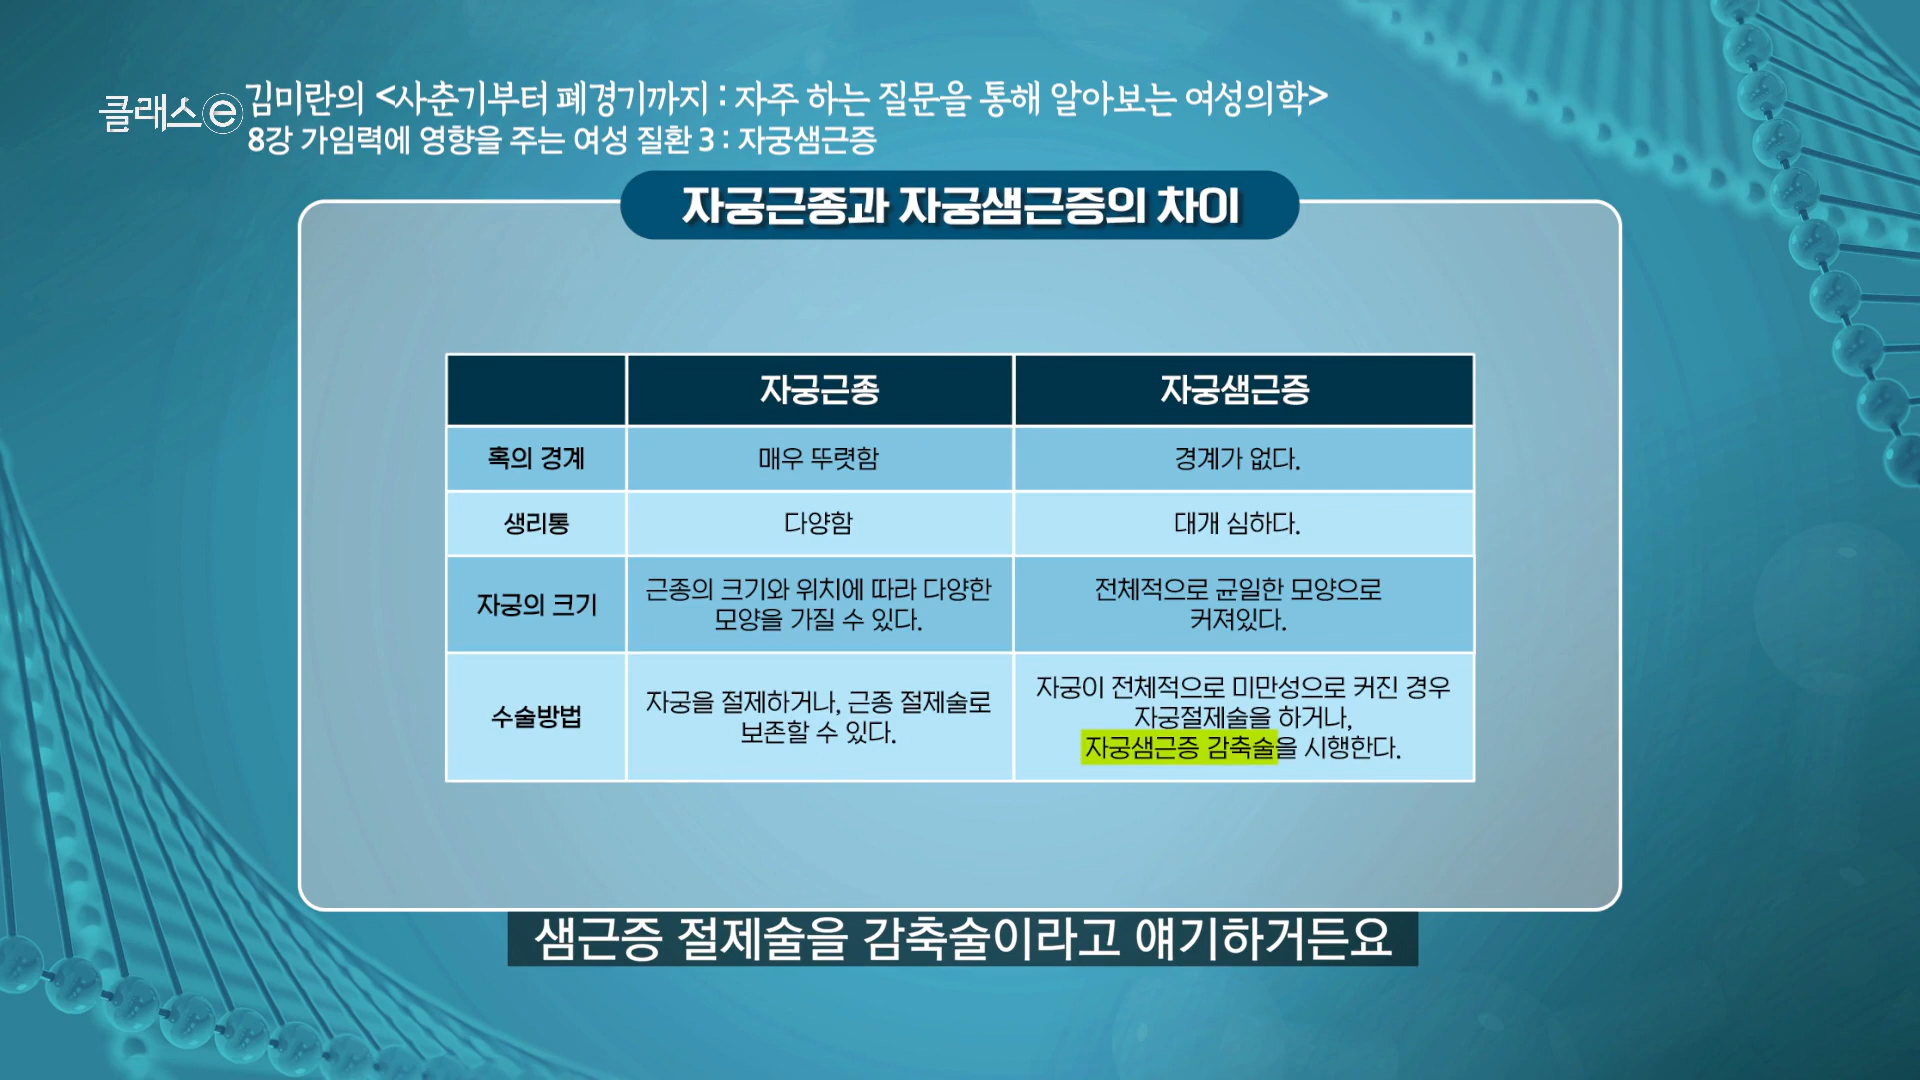 클래스e
김미란의 <사춘기부터 폐경기까지 : 자주 하는 질문을 통해 알아보는 여성의학>
8강 가임력에 영향을 주는 여성 질환 3 : 자궁샘근증
자궁근종과 자궁샘근증의 차이
자궁근종 자궁샘근증
혹의 경계 매우 뚜렷함 경계가 없다.
생리통 다양함 대개 심하다.
자궁의 크기
근종의 크기와 위치에 따라 다양한
모양을 가질 수 있다.
전체적으로 균일한 모양으로
커져있다.
수술방법
자궁을 절제하거나, 근종 절제술로
보존할 수 있다.
자궁이 전체적으로 미만성으로 커진 경우
자궁절제술을 하거나,
자궁샘근증 감축술을 시행한다.
샘근증 절제술을 감축술이라고 얘기하거든요